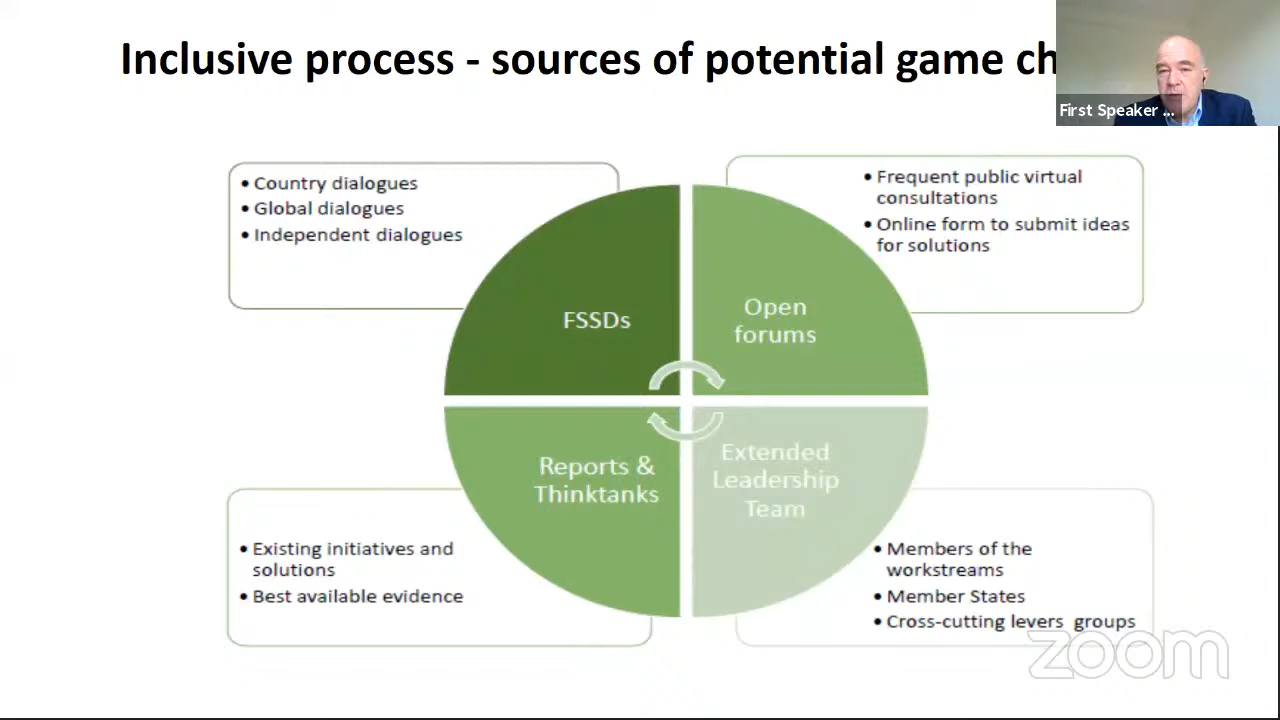 Inclusive process - sources of potential game ch
First Speaker ...
• Country dialogues
• Global dialogues
• Independent dialogues
• Frequent public virtual
consultations
• Online form to submit ideas
for solutions
FSSDs
Open
forums
Reports &
Thinktanks
Extended
Leadership
Team
• Existing initiatives and
solutions
• Best available evidence
• Members of the
workstreams
• Member States
• Cross-cutting levers groups
zoom